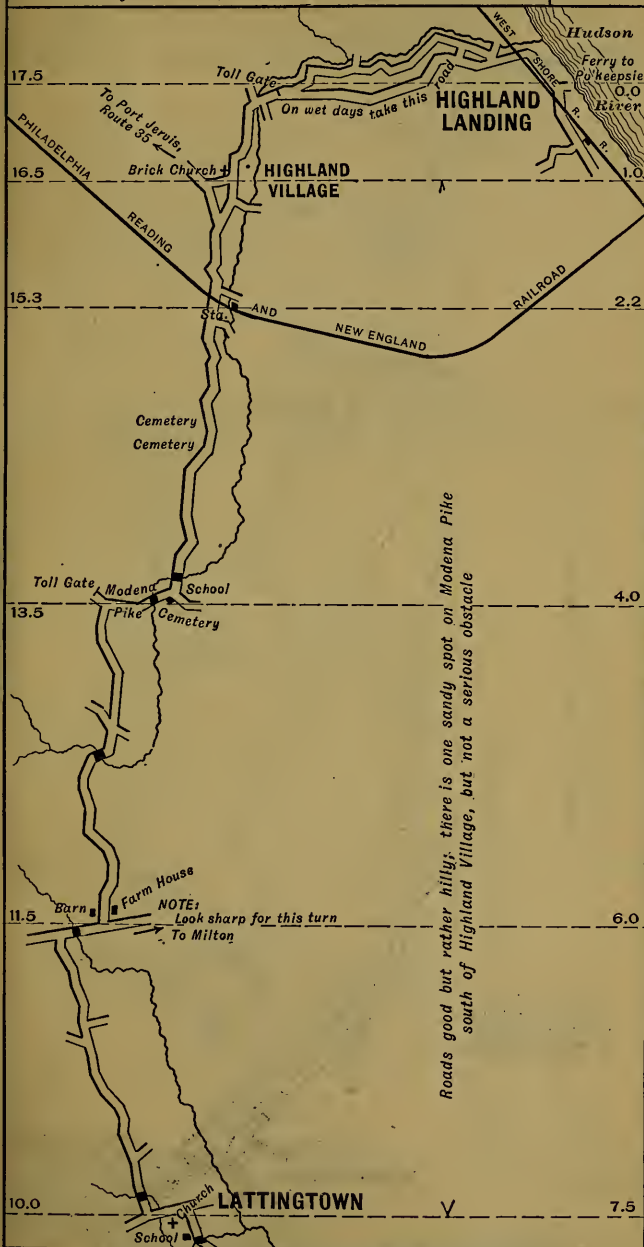 Hudson
Ferry to
Po'keepsie
River
WEST SHORE R. R.
Toll Gate
17.5
0.0
On wet days take this road
HIGHLAND
LANDING
To Port Jervis,
Route 35
PHILADELPHIA
READING
AND
NEW ENGLAND
RAILROAD
Brick Church
HIGHLAND
VILLAGE
16.5
1.0
15.3
2.2
Sta.
Cemetery
Cemetery
Toll Gate
Modena
School
Pike
Cemetery
13.5
4.0
Roads good but rather hilly; there is one sandy spot on Modena Pike
south of Highland Village, but not a serious obstacle
Barn
Farm House
NOTE:
Look sharp for this turn
To Milton
11.5
6.0
10.0
LATTINGTOWN
7.5
Church
School